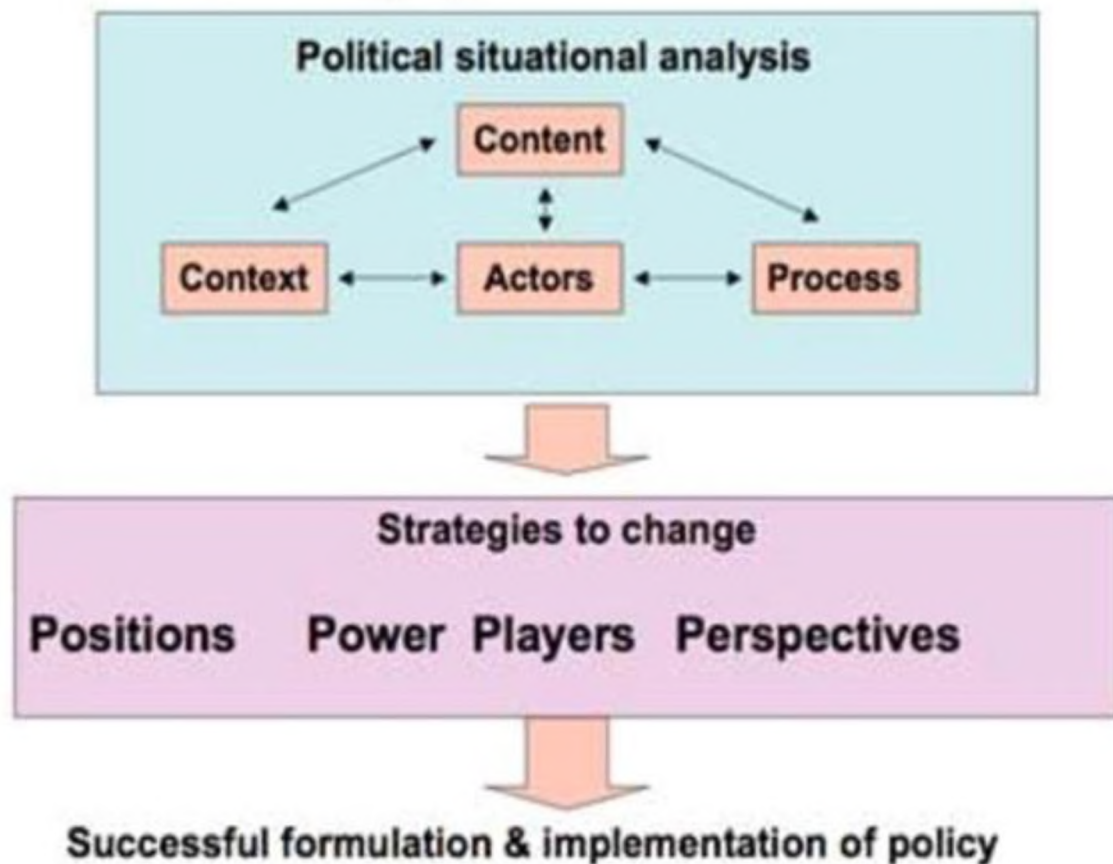 Political situational analysis
Content
Context Actors Process
Strategies to change
Positions Power Players Perspectives
Successful formulation & implementation of policy